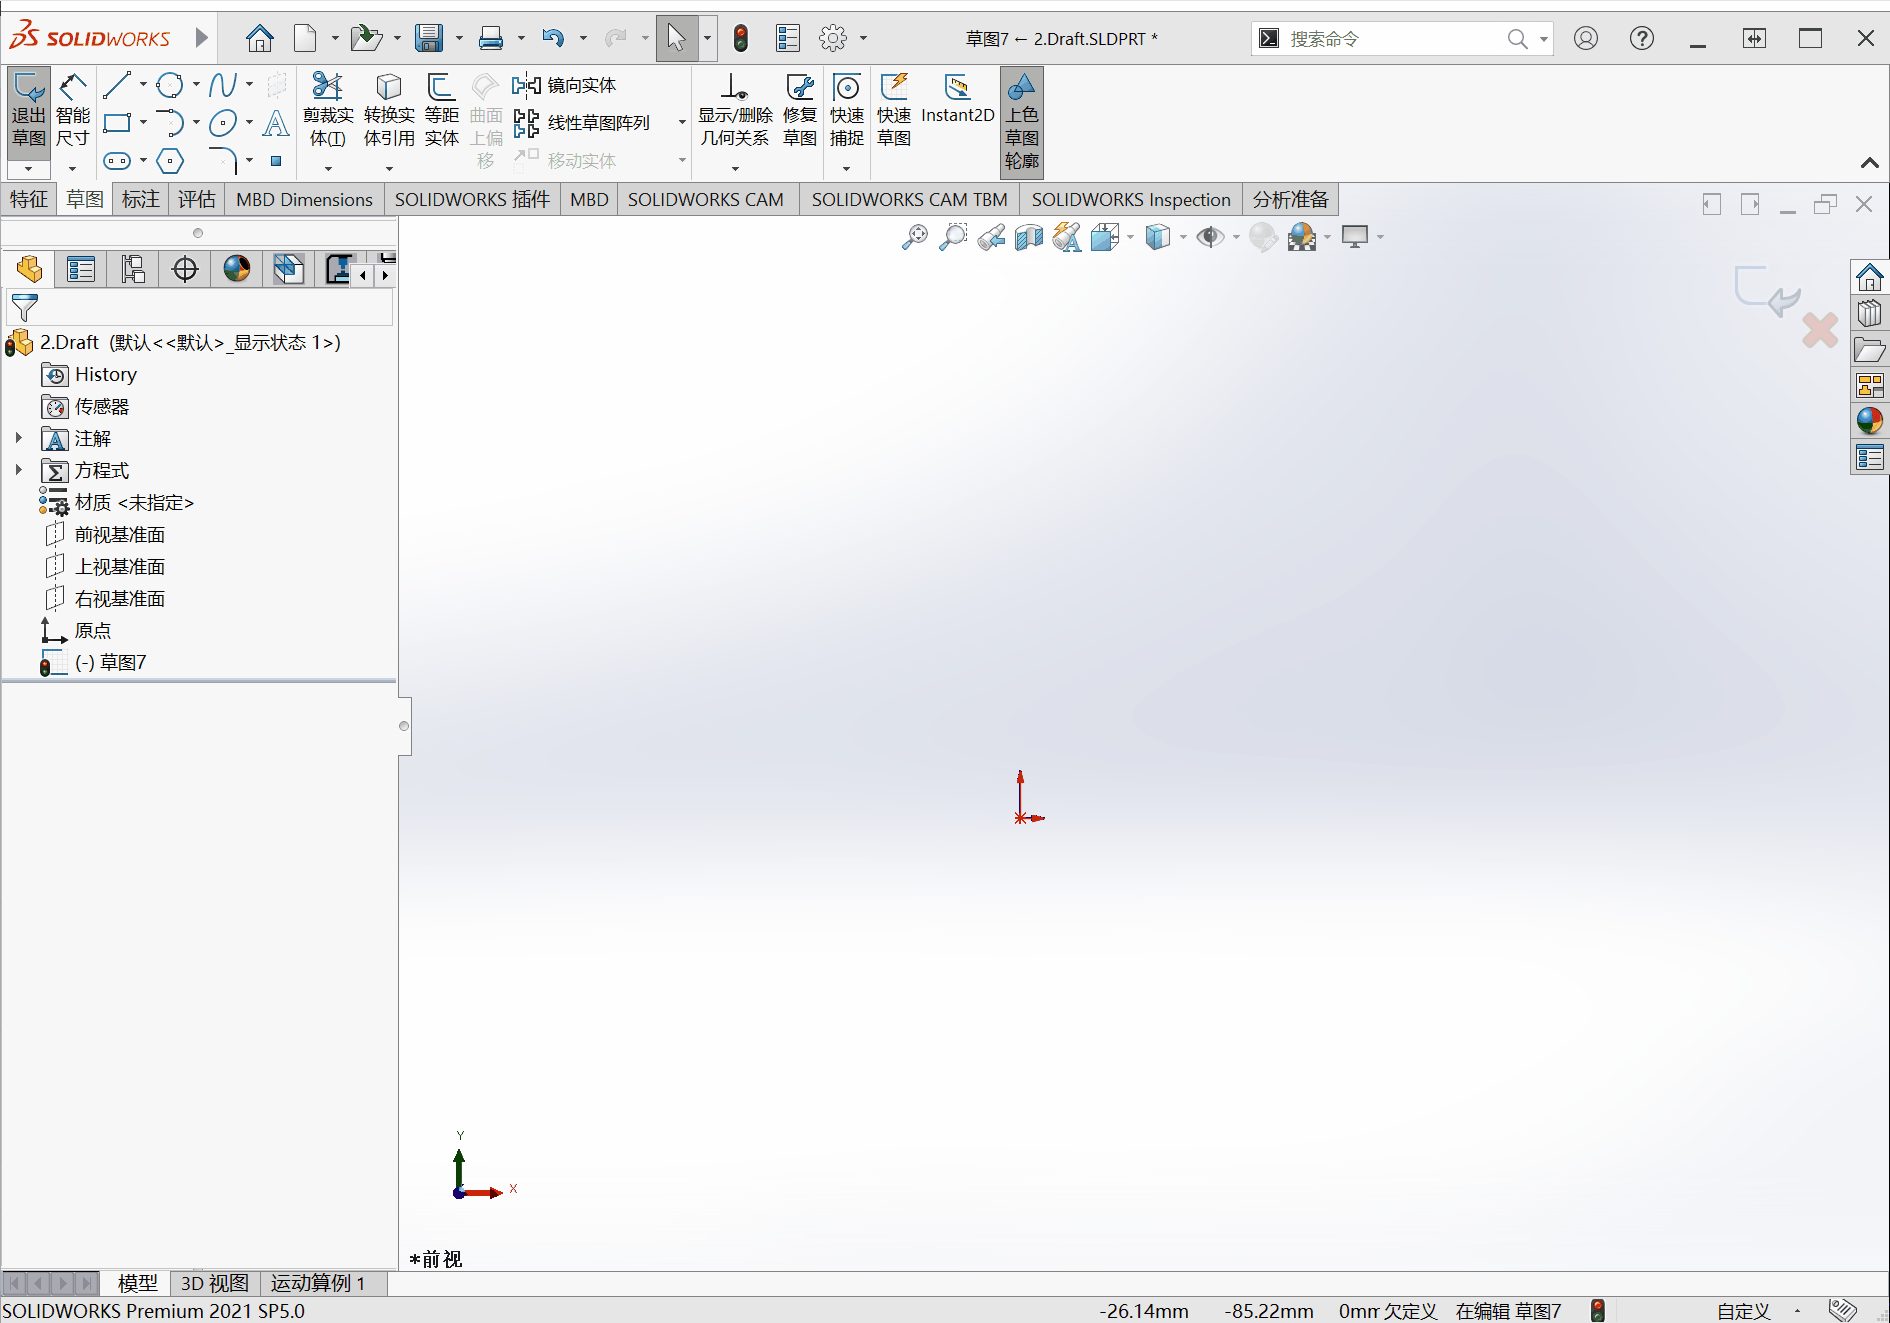 SOLIDWORKS
草图7 ← 2.Draft.SLDPRT *
搜索命令
退出草图
智能尺寸
剪裁实体(T)
转换实体引用
等距实体
曲面上偏移
镜向实体
线性草图阵列
移动实体
显示/删除几何关系
修复草图
快速捕捉
快速草图
Instant2D
上色草图轮廓
特征 草图 标注 评估 MBD Dimensions SOLIDWORKS 插件 MBD SOLIDWORKS CAM SOLIDWORKS CAM TBM SOLIDWORKS Inspection 分析准备
2.Draft (默认<<默认>_显示状态 1>)
History
传感器
注解
方程式
材质 <未指定>
前视基准面
上视基准面
右视基准面
原点
(-) 草图7
Y
X
*前视
模型 3D 视图 运动算例 1
SOLIDWORKS Premium 2021 SP5.0 -26.14mm -85.22mm 0mm 欠定义 在编辑 草图7 自定义